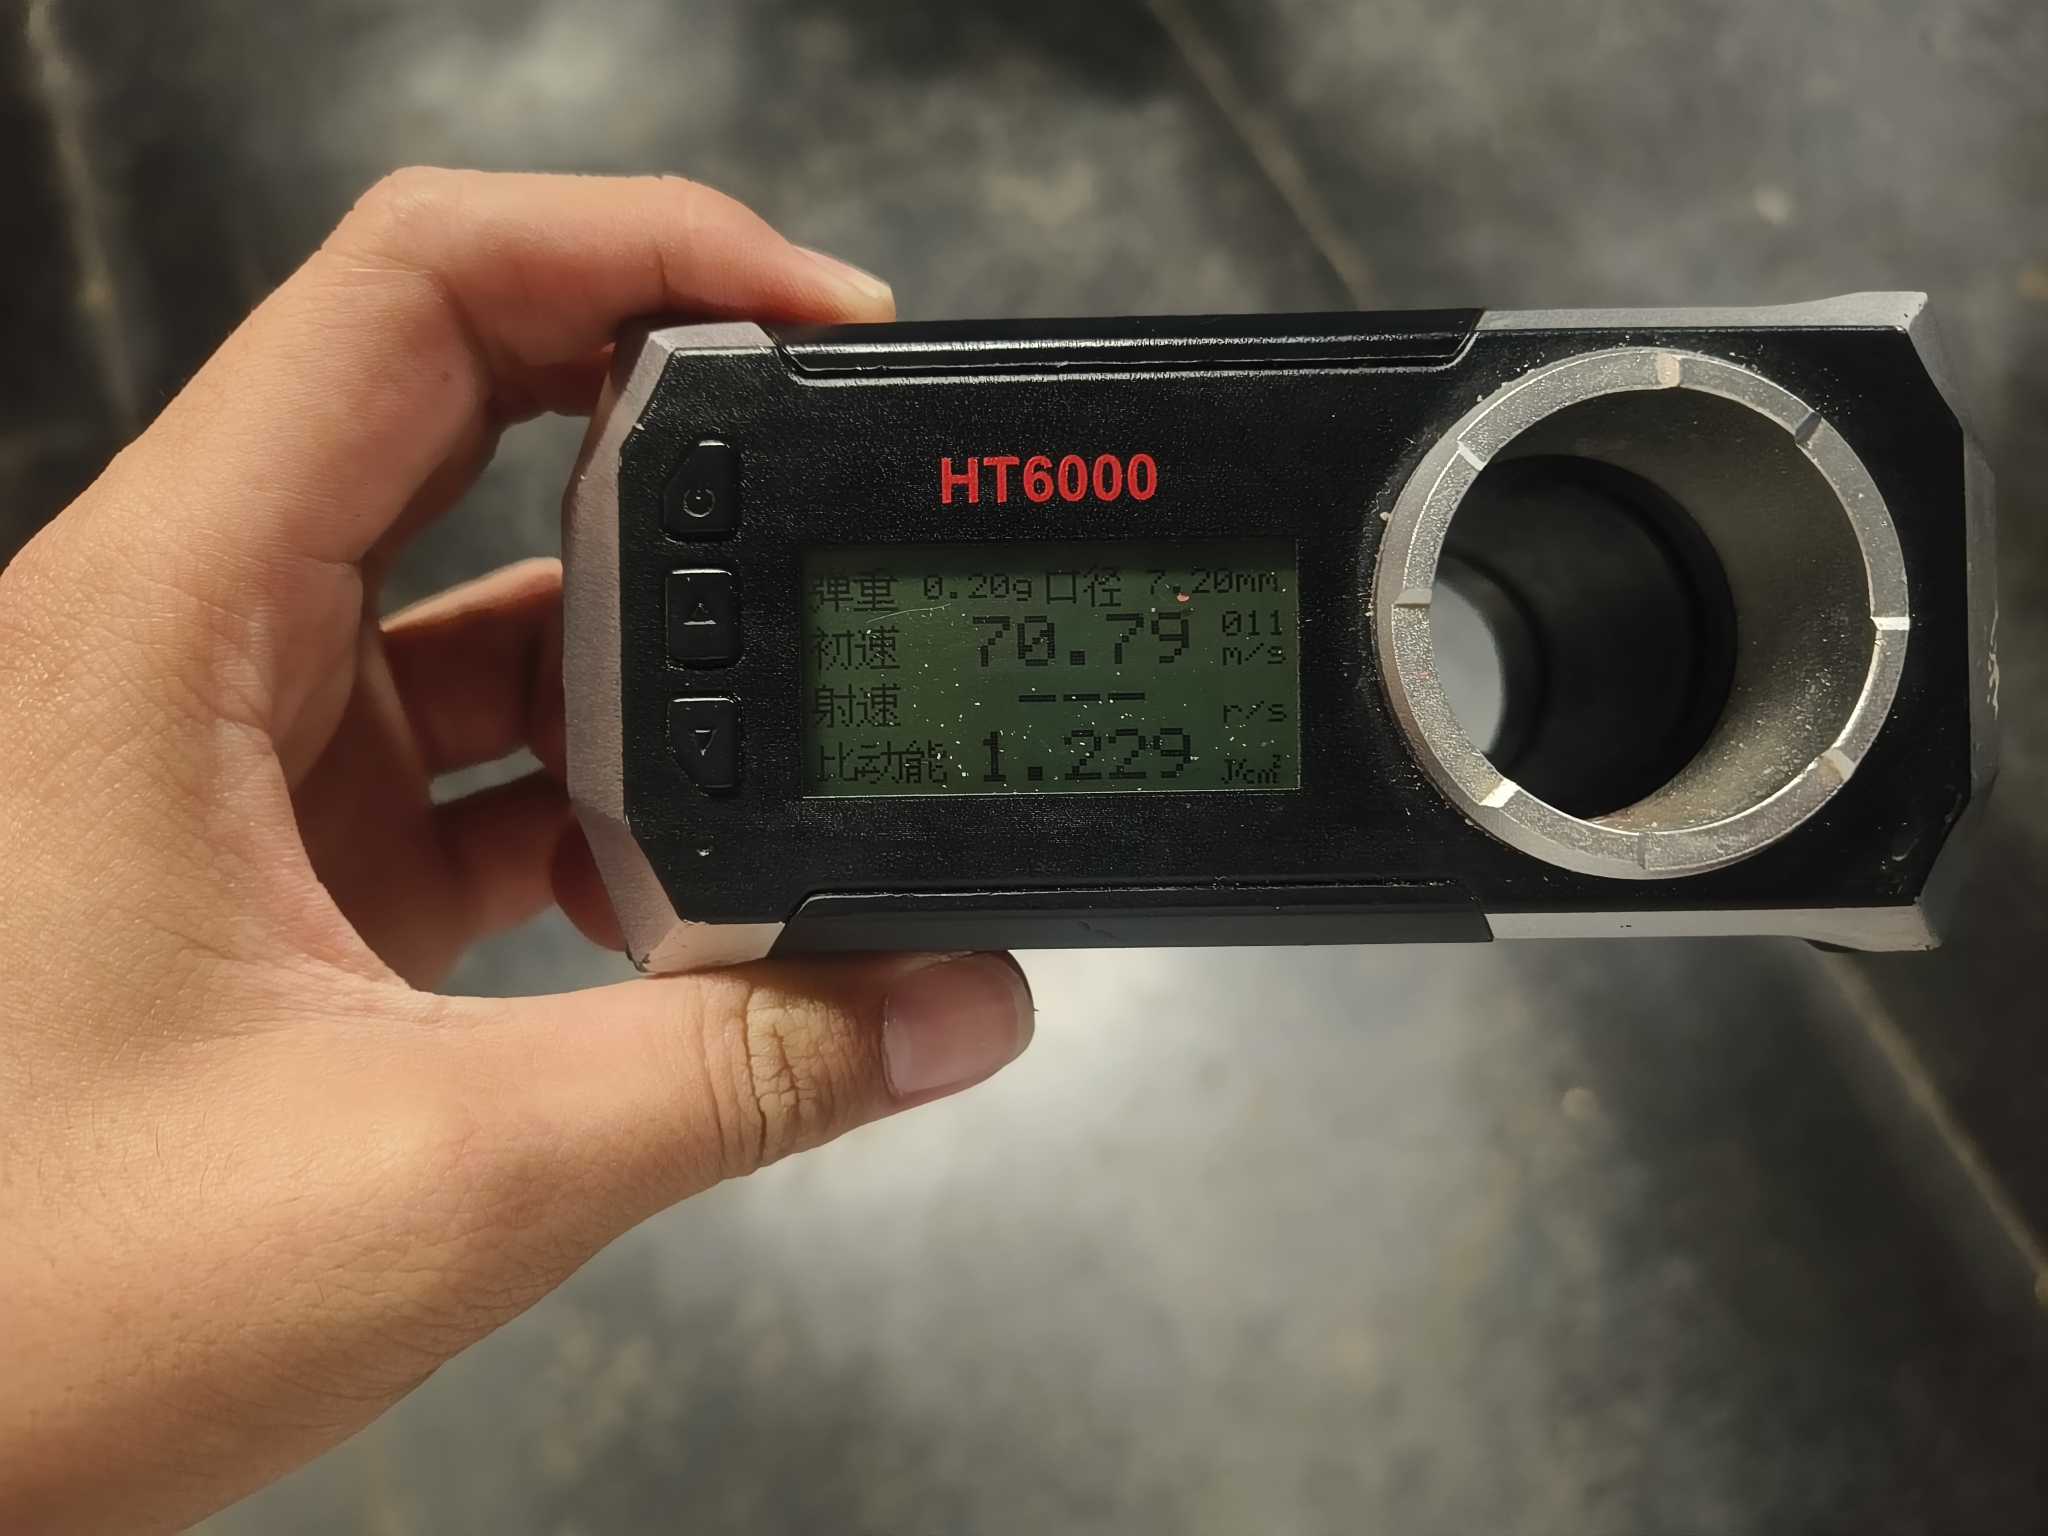 HT6000
弹重 0.20g 口径 7.20mm
初速 70.79 011 m/s
射速 --- r/s
比动能 1.229 J/cm²